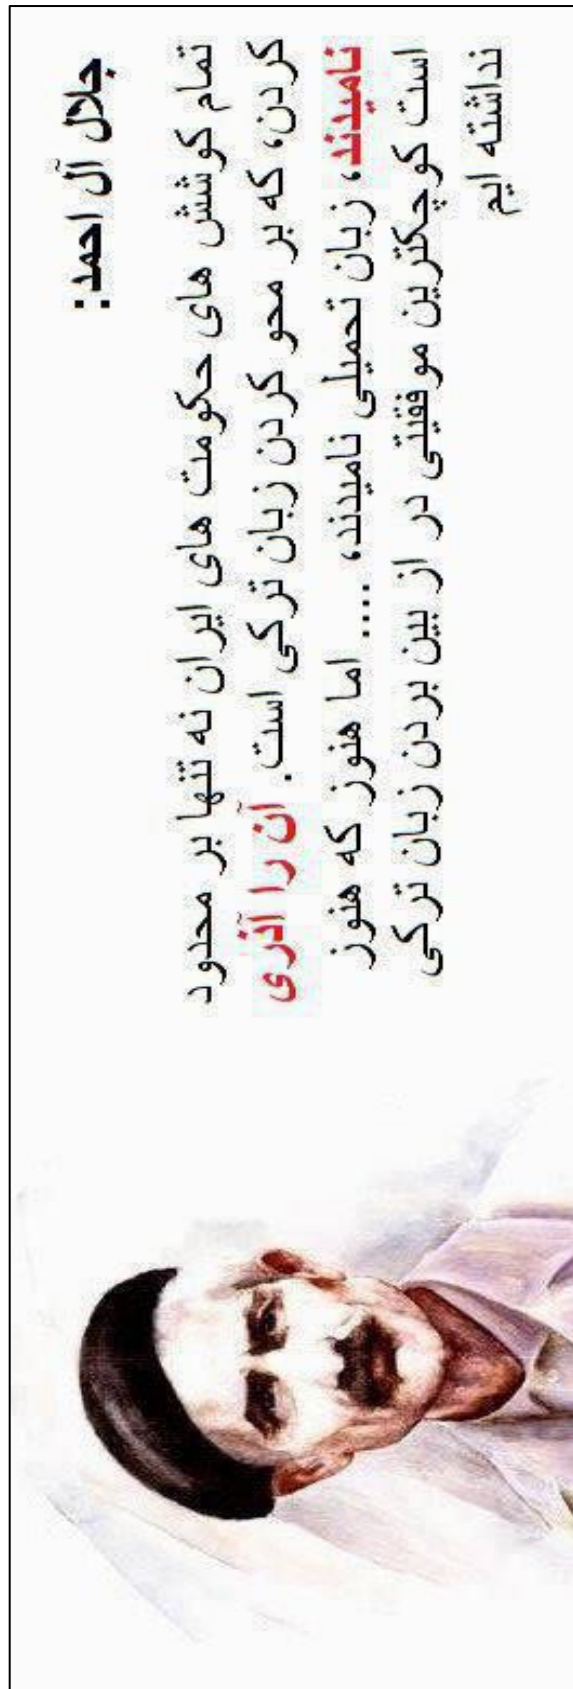 جلال آل احمد:
تمام کوشش های حکومت های ایران نه تنها بر محدود
کردن، که بر محو کردن زبان ترکی است. آن را آذری
نامیدند، زبان تحمیلی نامیدند، .... اما هنوز که هنوز
است کوچکترین موفقیتی در از بین بردن زبان ترکی
نداشته ایم